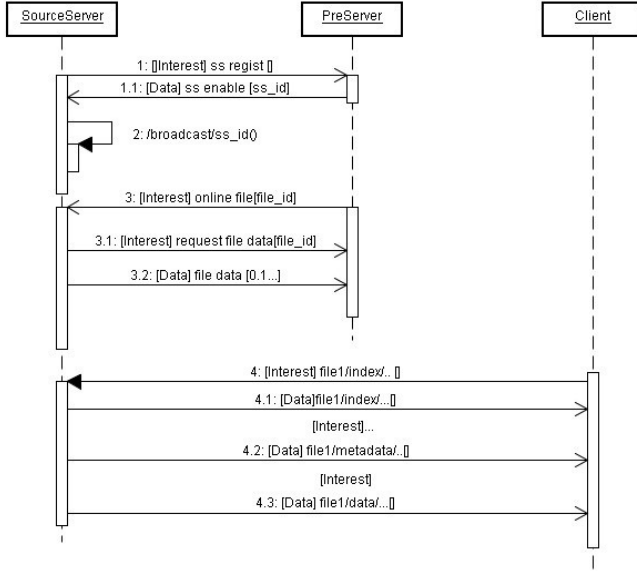 SourceServer
PreServer
Client
1: []Interest] ss regist []
1.1: [Data] ss enable [ss_id]
2: /broadcast/ss_id()
3: [Interest] online file[file_id]
3.1: [Interest] request file data[file_id]
3.2: [Data] file data [0.1...]
4: [Interest] file1/index/.. []
4.1: [Data]file1/index/...[]
[Interest]...
4.2: [Data] file1/metadata/..[]
[Interest]
4.3: [Data] file1/data/...[]